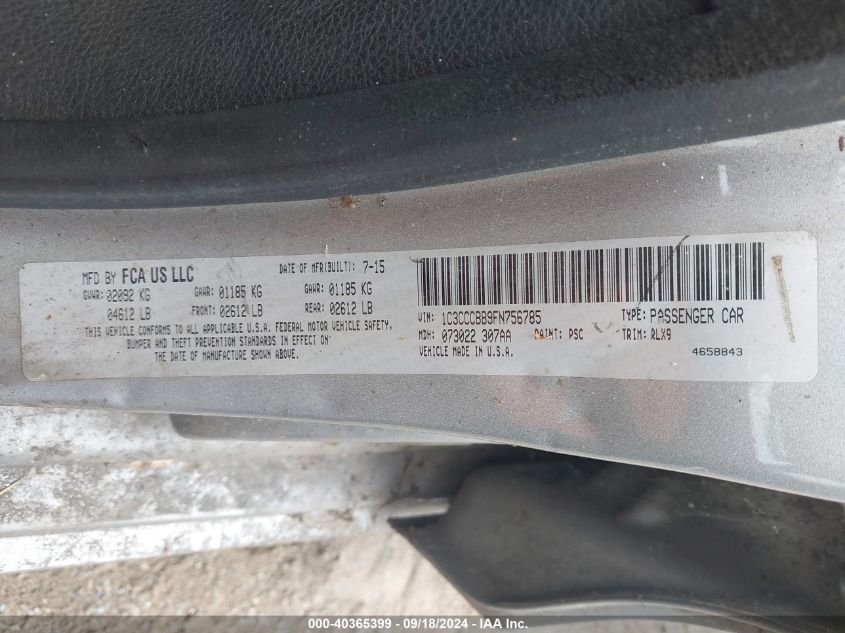 MFD BY FCA US LLC DATE OF MFR(BUILT): 7-15
GVWR: 02092 KG GAWR: 01185 KG GAWR: 01185 KG
04612 LB FRONT: 02612 LB REAR: 02612 LB
THIS VEHICLE CONFORMS TO ALL APPLICABLE U.S.A. FEDERAL MOTOR VEHICLE SAFETY,
BUMPER AND THEFT PREVENTION STANDARDS IN EFFECT ON
THE DATE OF MANUFACTURE SHOWN ABOVE.
VIN: 1C3CCCBB9FN756785 TYPE: PASSENGER CAR
MDH: 073022 307AA PAINT: PSC TRIM: RLX9
VEHICLE MADE IN U.S.A. 4658843
000-40365399 - 09/18/2024 - IAA Inc.